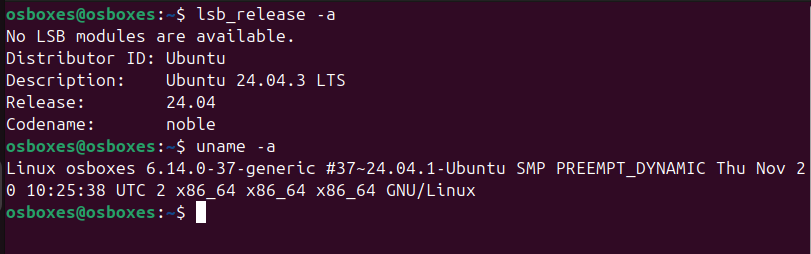 osboxes@osboxes:~$ lsb_release -a
No LSB modules are available.
Distributor ID: Ubuntu
Description:    Ubuntu 24.04.3 LTS
Release:        24.04
Codename:       noble
osboxes@osboxes:~$ uname -a
Linux osboxes 6.14.0-37-generic #37~24.04.1-Ubuntu SMP PREEMPT_DYNAMIC Thu Nov 2
0 10:25:38 UTC 2 x86_64 x86_64 x86_64 GNU/Linux
osboxes@osboxes:~$